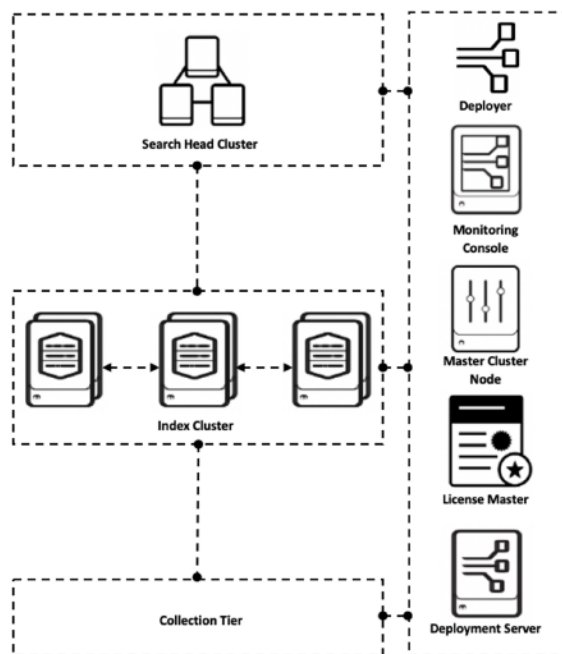 Search Head Cluster
Index Cluster
Collection Tier
Deployer
Monitoring
Console
Master Cluster
Node
License Master
Deployment Server